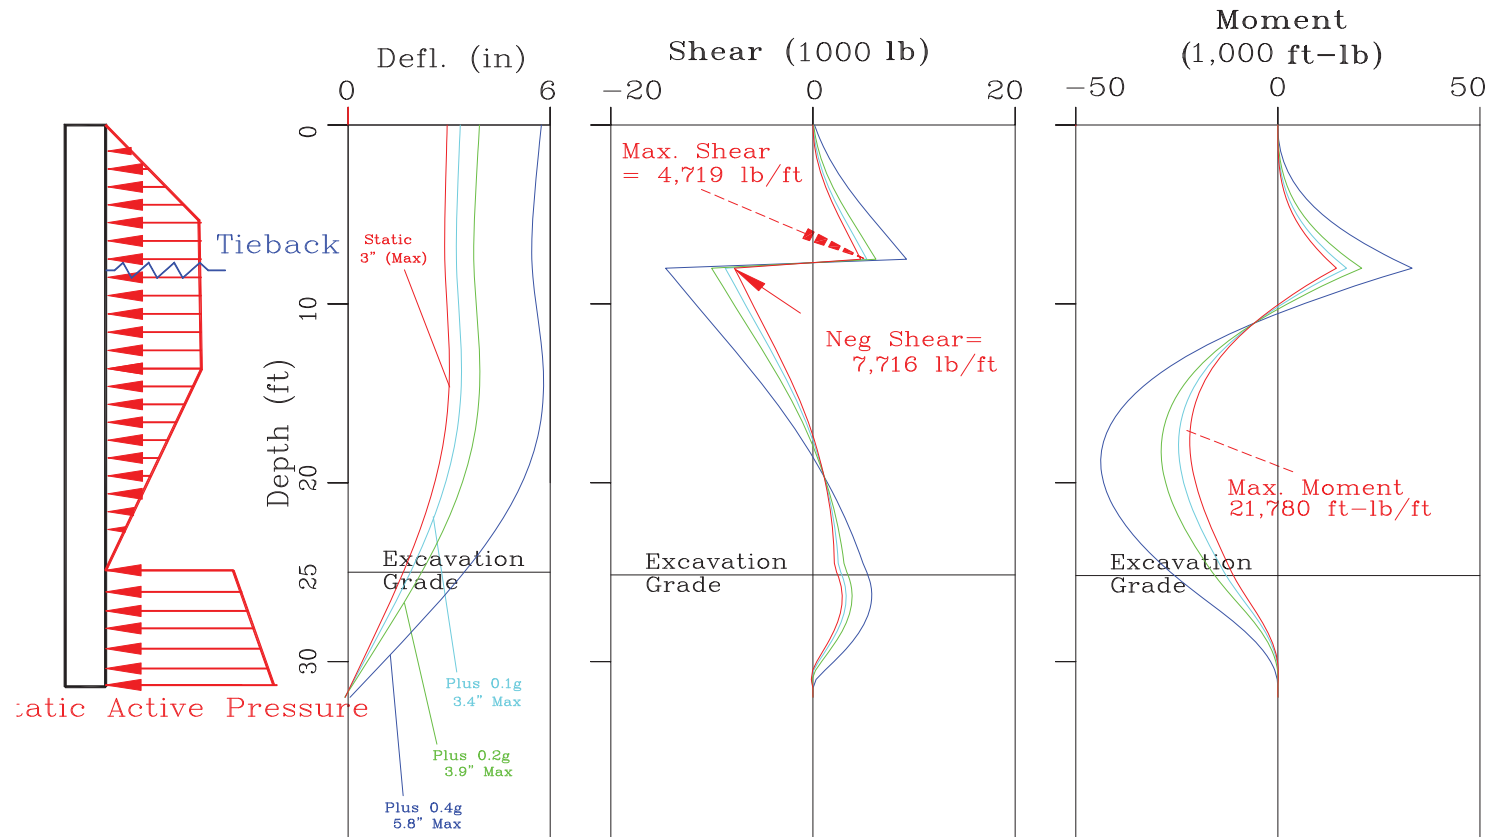 Defl. (in)
0 6
Shear (1000 lb)
−20 0 20
Moment
(1,000 ft−lb)
−50 0 50
0
10
20
25
30
Depth (ft)
Tieback
Static
3” (Max)
Max. Shear
= 4,719 lb/ft
Neg Shear=
7,716 lb/ft
Max. Moment
21,780 ft−lb/ft
Excavation
Grade
Excavation
Grade
Excavation
Grade
Active Pressure
Plus 0.1g
3.4” Max
Plus 0.2g
3.9” Max
Plus 0.4g
5.8” Max